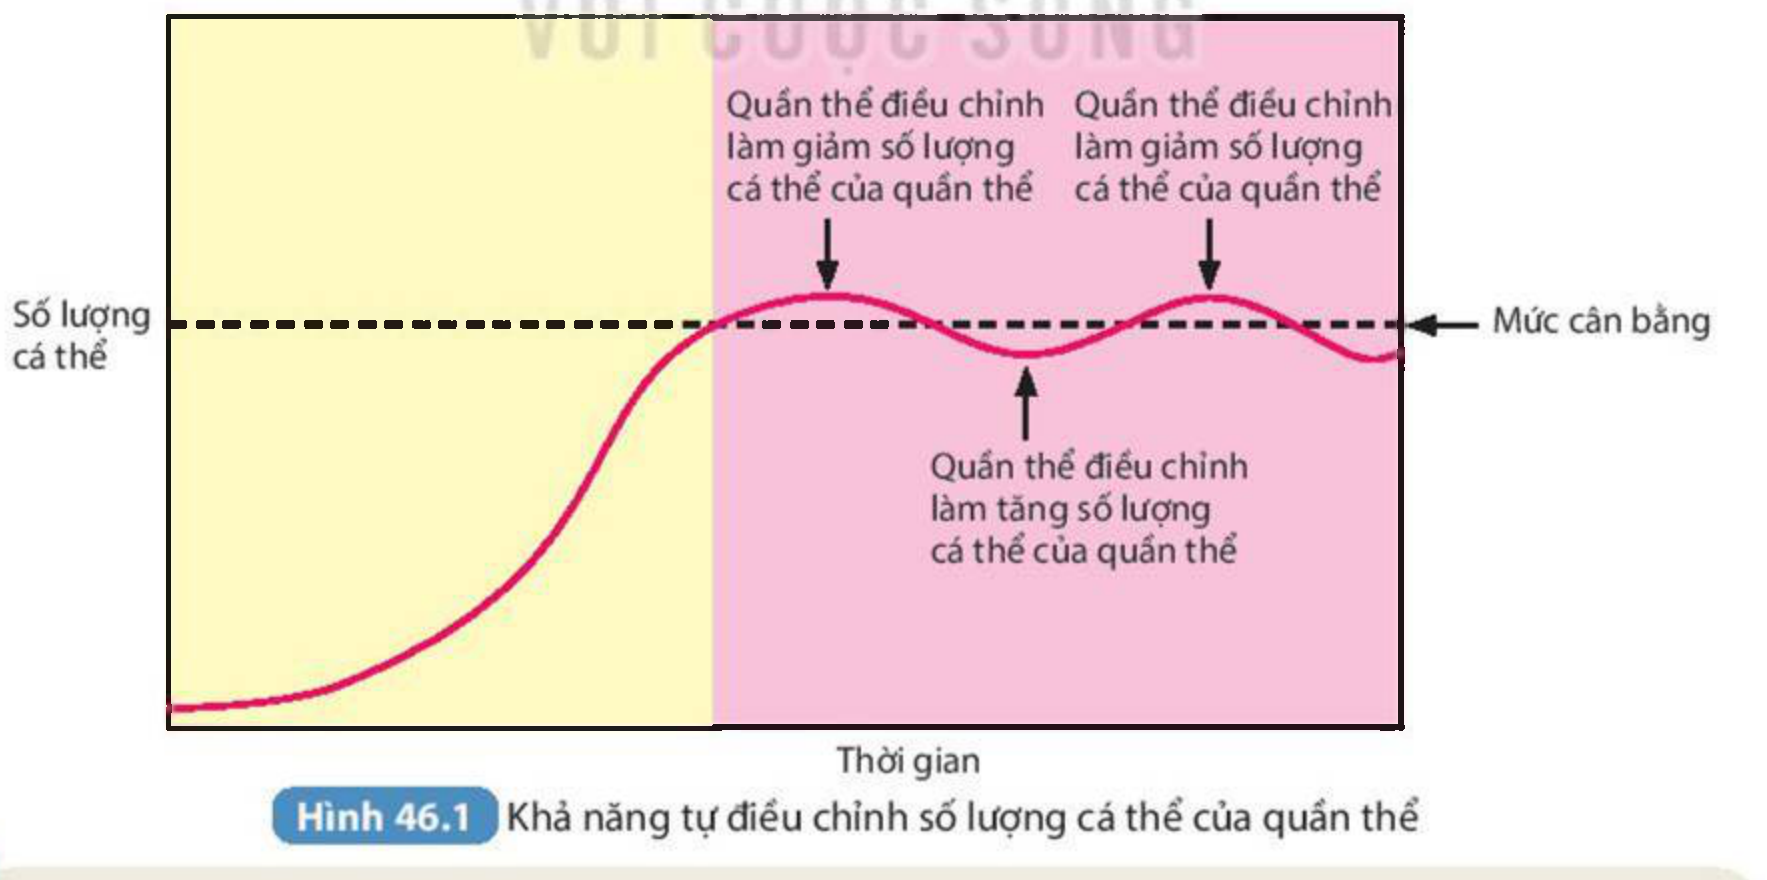 VỚI CUỘC SỐNG
Quần thể điều chỉnh
làm giảm số lượng
cá thể của quần thể
Quần thể điều chỉnh
làm giảm số lượng
cá thể của quần thể
Số lượng
cá thể
Mức cân bằng
Quần thể điều chỉnh
làm tăng số lượng
cá thể của quần thể
Thời gian
Hình 46.1 Khả năng tự điều chỉnh số lượng cá thể của quần thể